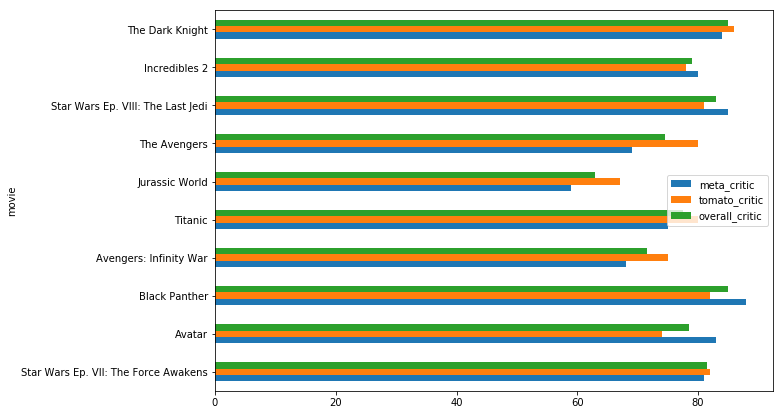 The Dark Knight
Incredibles 2
Star Wars Ep. VIII: The Last Jedi
The Avengers
Jurassic World
Titanic
Avengers: Infinity War
Black Panther
Avatar
Star Wars Ep. VII: The Force Awakens
movie
meta_critic
tomato_critic
overall_critic
0 20 40 60 80